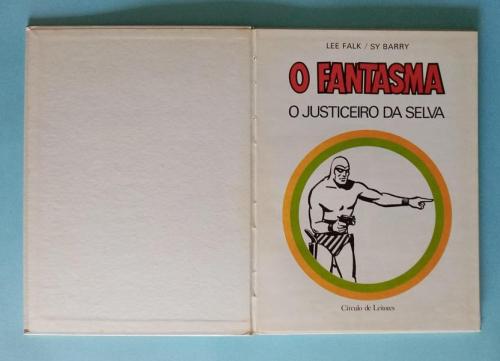 LEE FALK / SY BARRY
O FANTASMA
O JUSTICEIRO DA SELVA
Círculo de Leitores